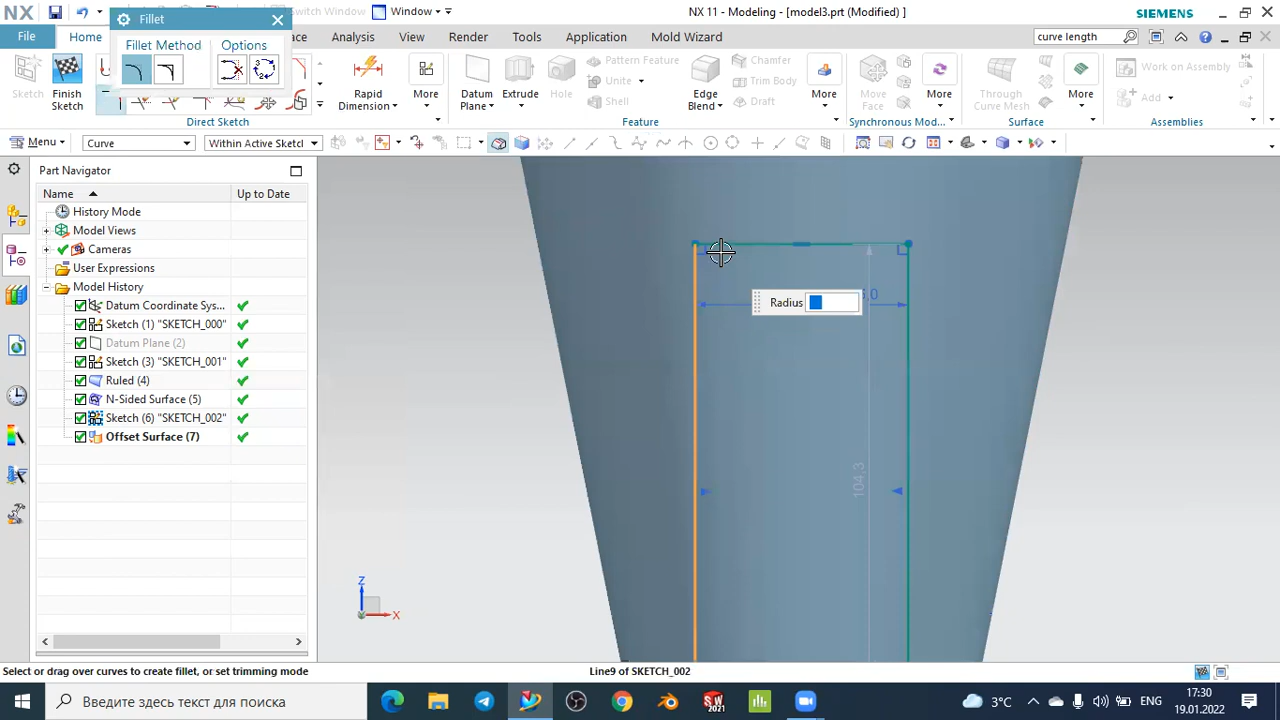 NX
Switch Window
Window
NX 11 - Modeling - [model3.prt (Modified) ]
SIEMENS
Fillet
File
Home
Analysis
View
Render
Tools
Application
Mold Wizard
curve length
Fillet Method
Options
Finish
Sketch
Rapid
Dimension
More
Direct Sketch
Datum
Plane
Extrude
Hole
Pattern Feature
Unite
Shell
Edge
Blend
Chamfer
Trim Body
Draft
More
Feature
Move
Face
More
Synchronous Mod...
Through
Curve Mesh
More
Surface
Work on Assembly
Add
Assemblies
Menu
Curve
Within Active Sketch
Part Navigator
Name
Up to Date
History Mode
Model Views
Cameras
User Expressions
Model History
Datum Coordinate Sys...
Sketch (1) "SKETCH_000"
Datum Plane (2)
Sketch (3) "SKETCH_001"
Ruled (4)
N-Sided Surface (5)
Sketch (6) "SKETCH_002"
Offset Surface (7)
Radius
104,3
Z
X
Select or drag over curves to create fillet, or set trimming mode
Line9 of SKETCH_002
Введите здесь текст для поиска
SW
2021
3°C
ENG
17:30
19.01.2022